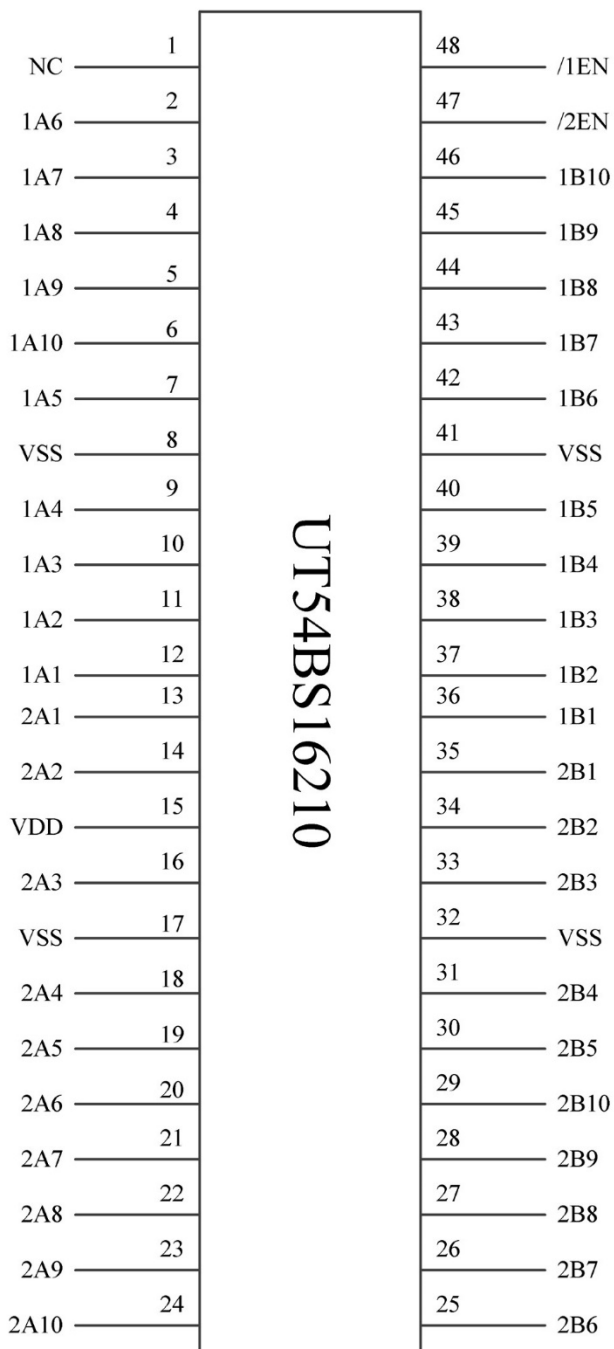 NC 1 48 /1EN
1A6 2 47 /2EN
1A7 3 46 1B10
1A8 4 45 1B9
1A9 5 44 1B8
1A10 6 43 1B7
1A5 7 42 1B6
VSS 8 41 VSS
1A4 9 40 1B5
1A3 10 39 1B4
1A2 11 38 1B3
1A1 12 37 1B2
2A1 13 36 1B1
2A2 14 35 2B1
VDD 15 34 2B2
2A3 16 33 2B3
VSS 17 32 VSS
2A4 18 31 2B4
2A5 19 30 2B5
2A6 20 29 2B10
2A7 21 28 2B9
2A8 22 27 2B8
2A9 23 26 2B7
2A10 24 25 2B6
UT54BS16210